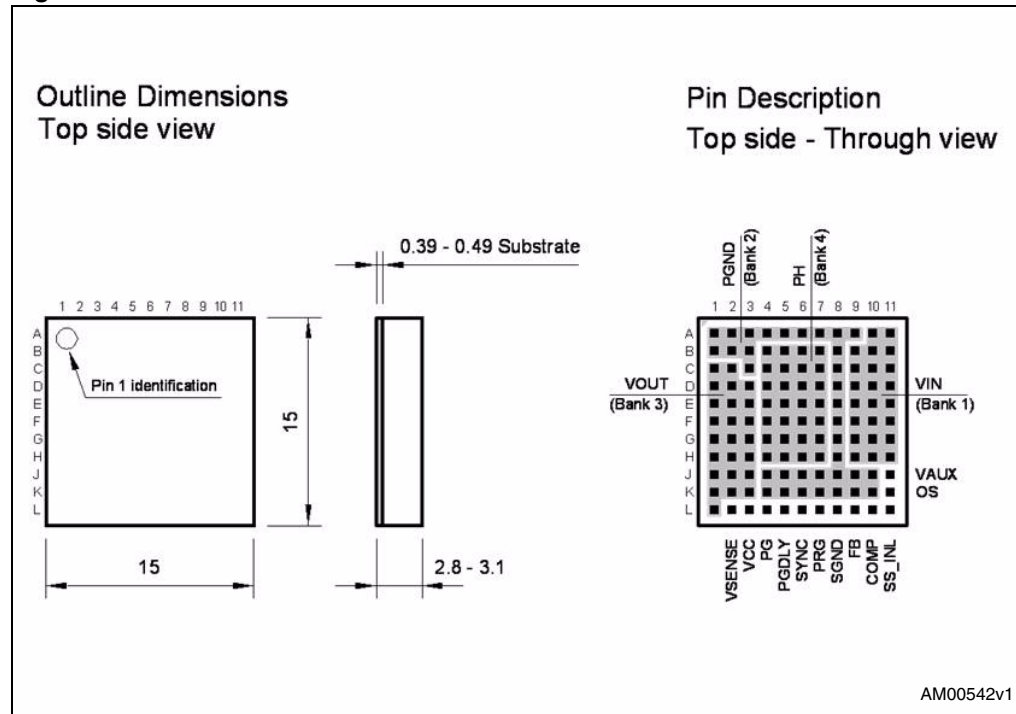 Outline Dimensions
Top side view
Pin Description
Top side - Through view
0.39 - 0.49 Substrate
1 2 3 4 5 6 7 8 9 10 11
A
B
C
D
E
F
G
H
J
K
L
Pin 1 identification
15
15
2.8 - 3.1
PGND
(Bank 2)
PH
(Bank 4)
1 2 3 4 5 6 7 8 9 10 11
A
B
C
D
E
F
G
H
J
K
L
VOUT
(Bank 3)
VIN
(Bank 1)
VAUX
OS
VSENSE
VCC
PG
PGDLY
SYNC
PRG
SGND
FB
COMP
SS_INL
AM00542v1